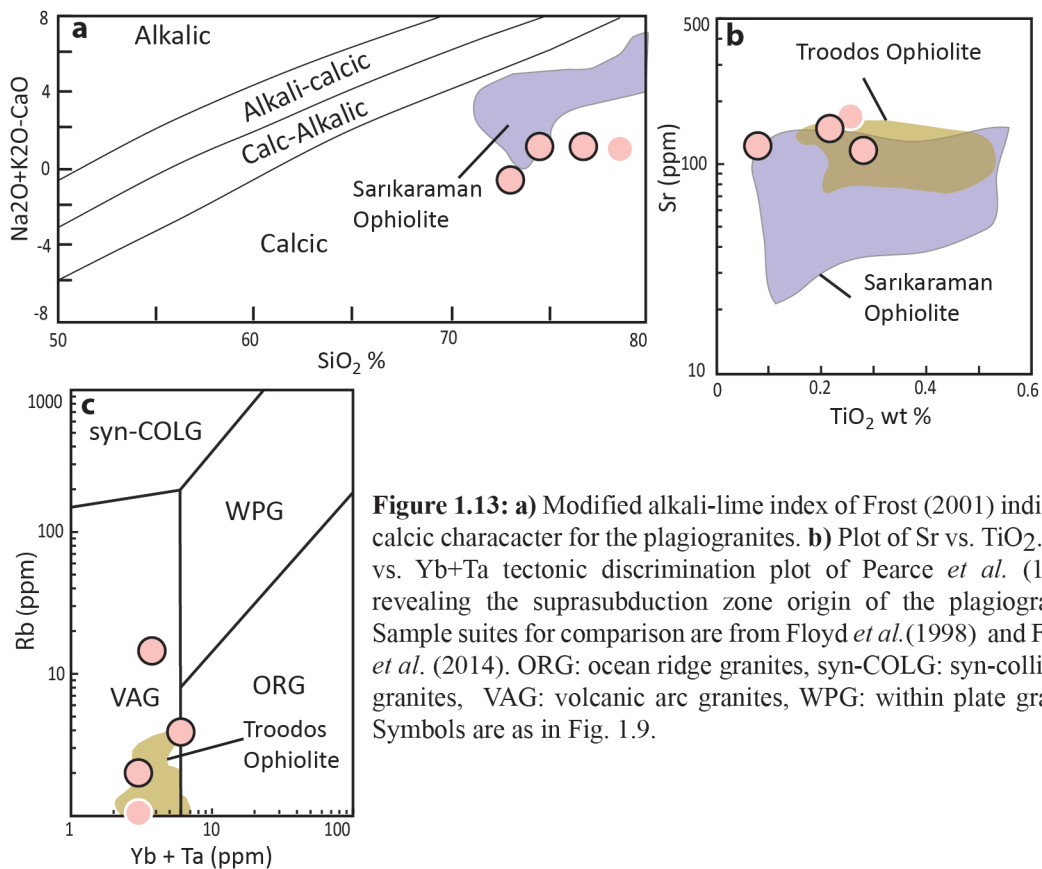 a
Alkalic
Alkali-calcic
Calc-Alkalic
Calcic
Sarıkaraman
Ophiolite
Na2O+K2O-CaO
8
4
0
-4
-8
50
60
70
80
SiO2 %
b
Troodos Ophiolite
Sarıkaraman
Ophiolite
Sr (ppm)
500
100
10
0
0.2
0.4
0.6
TiO2 wt %
c
syn-COLG
WPG
VAG
ORG
Troodos
Ophiolite
Rb (ppm)
1000
100
10
1
10
100
Yb + Ta (ppm)
Figure 1.13: a) Modified alkali-lime index of Frost (2001) indi
calcic characacter for the plagiogranites. b) Plot of Sr vs. TiO2.
vs. Yb+Ta tectonic discrimination plot of Pearce et al. (1
revealing the suprasubduction zone origin of the plagiogra
Sample suites for comparison are from Floyd et al.(1998) and F
et al. (2014). ORG: ocean ridge granites, syn-COLG: syn-colli
granites, VAG: volcanic arc granites, WPG: within plate gra
Symbols are as in Fig. 1.9.